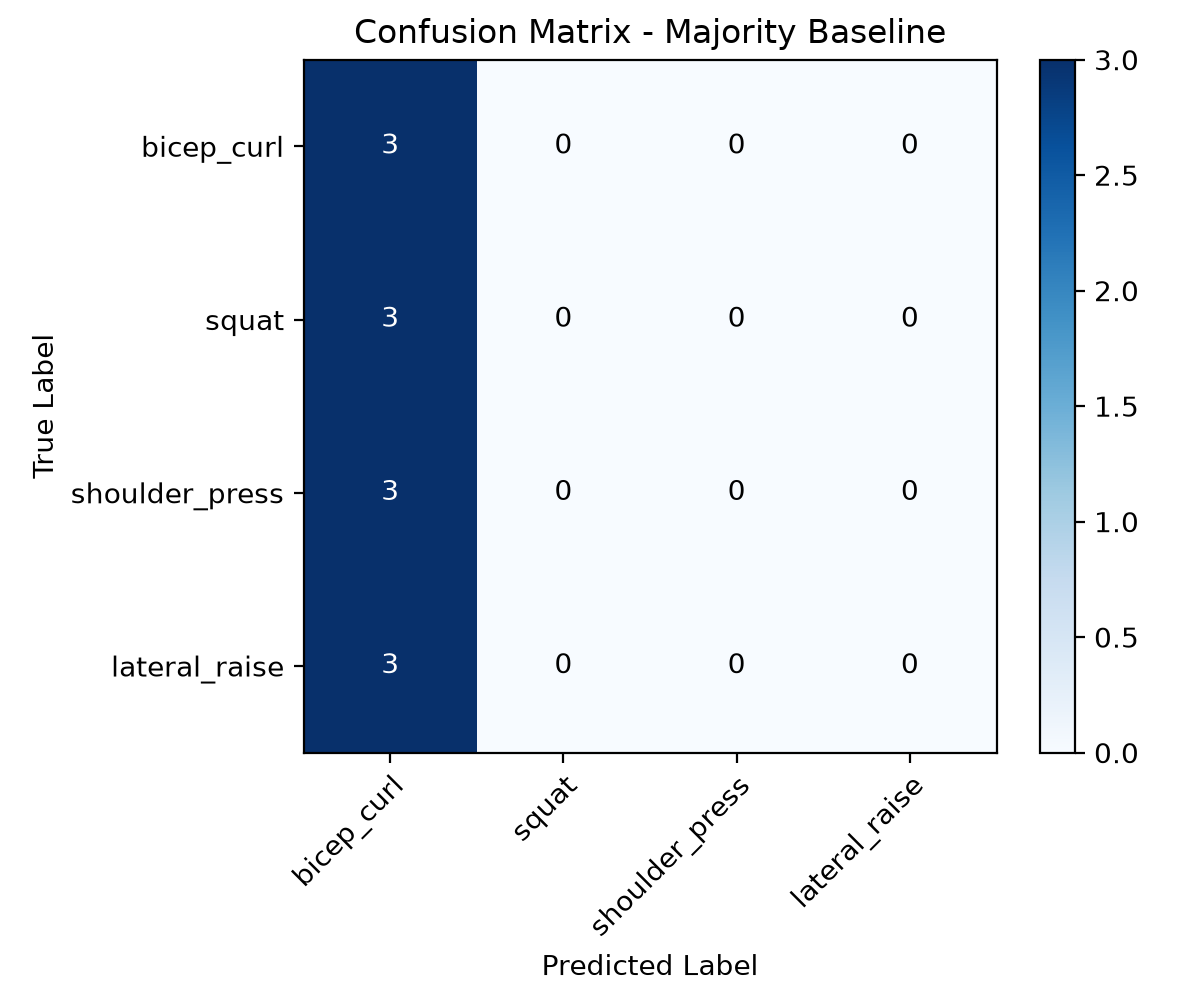 Confusion Matrix - Majority Baseline
True Label
bicep_curl 3 0 0 0
squat 3 0 0 0
shoulder_press 3 0 0 0
lateral_raise 3 0 0 0
bicep_curl squat shoulder_press lateral_raise
Predicted Label
3.0
2.5
2.0
1.5
1.0
0.5
0.0